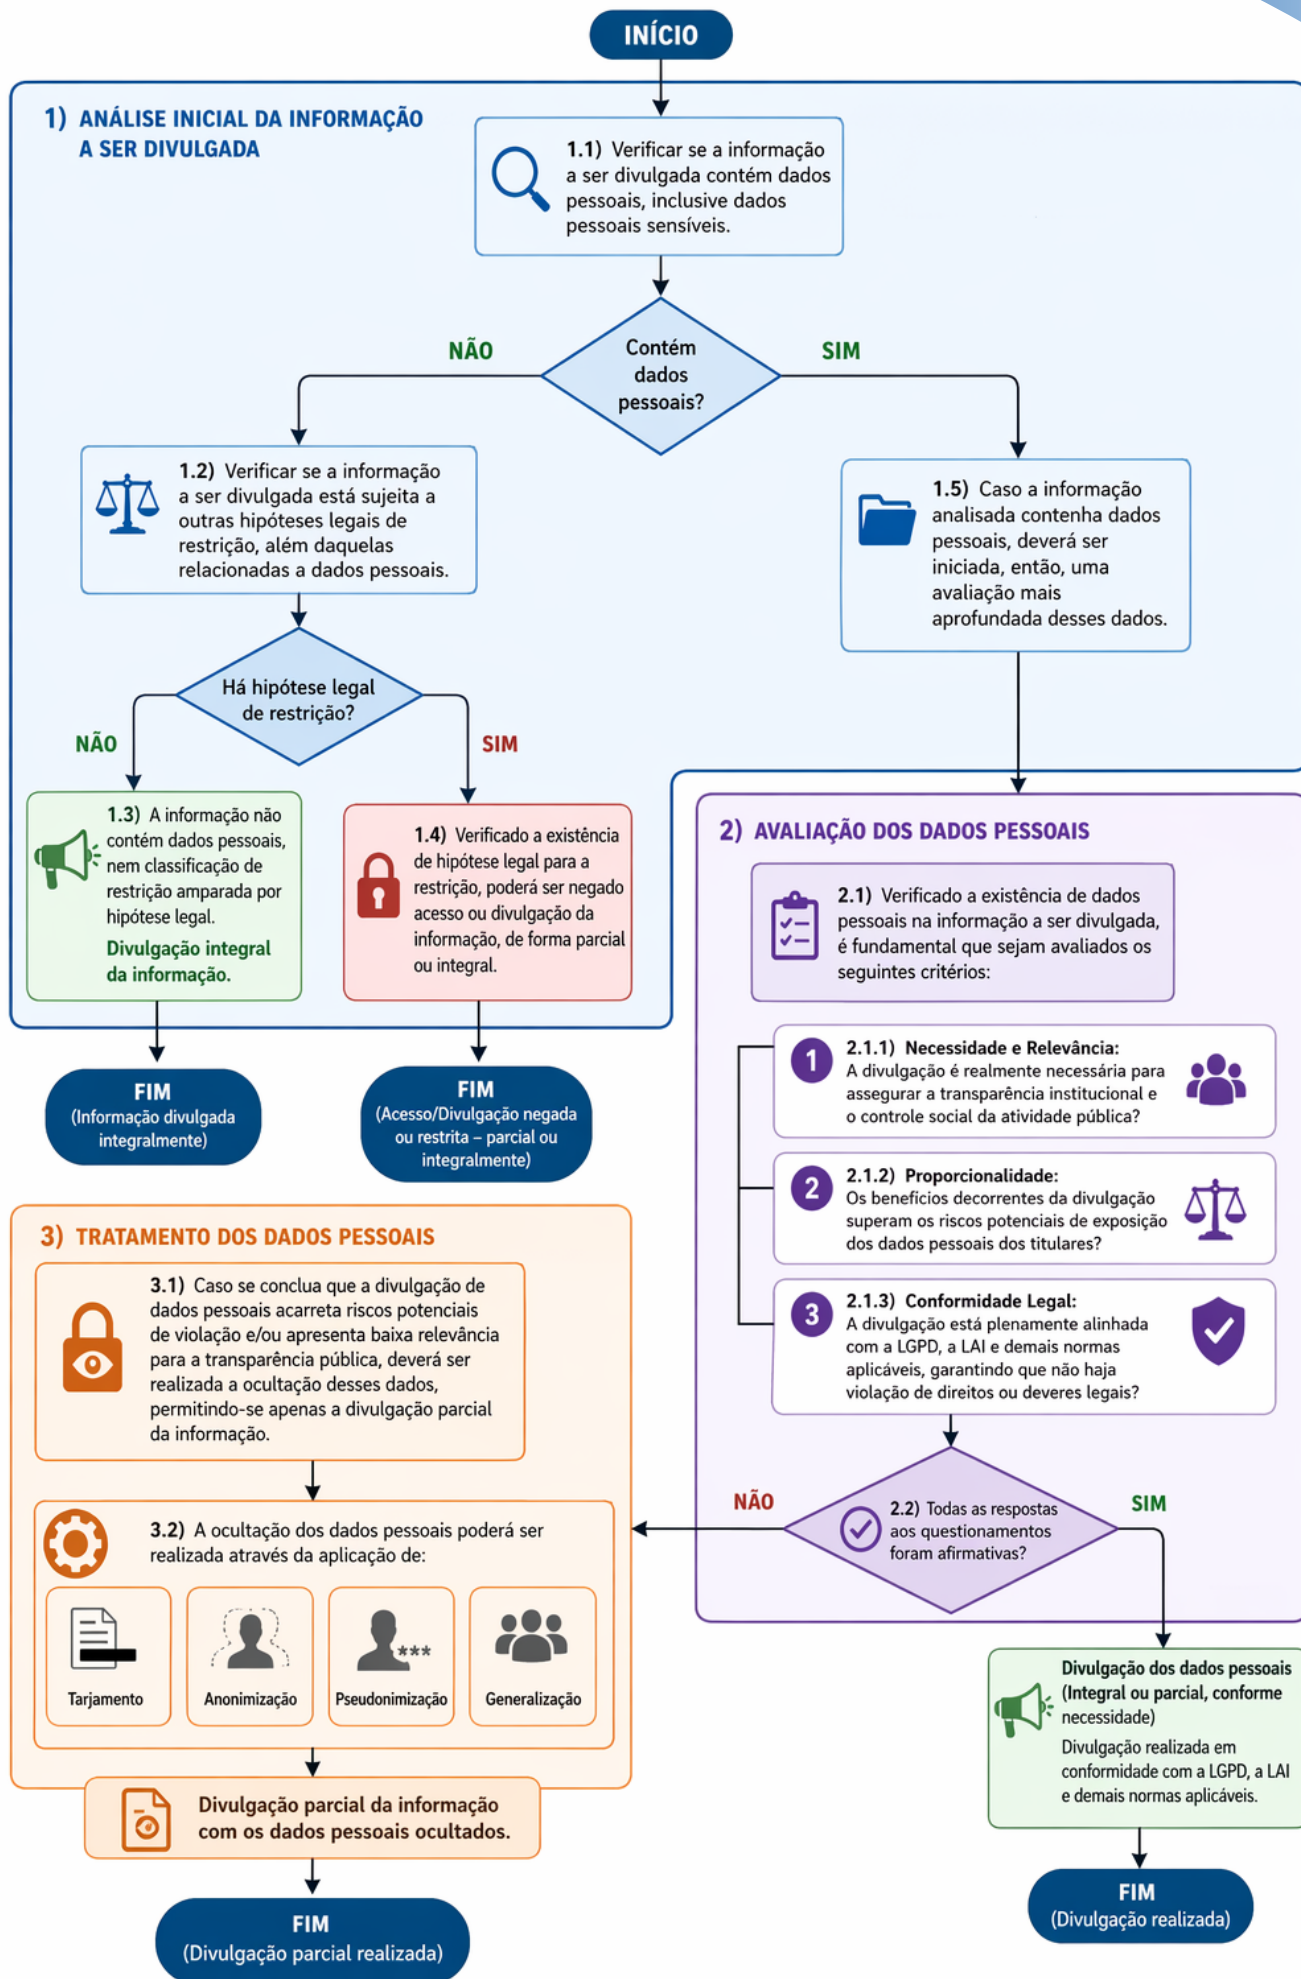 INÍCIO
1) ANÁLISE INICIAL DA INFORMAÇÃO
A SER DIVULGADA
1.1) Verificar se a informação
a ser divulgada contém dados
pessoais, inclusive dados
pessoais sensíveis.
Contém
dados
pessoais?
NÃO
SIM
1.2) Verificar se a informação
a ser divulgada está sujeita a
outras hipóteses legais de
restrição, além daquelas
relacionadas a dados pessoais.
1.5) Caso a informação
analisada contenha dados
pessoais, deverá ser
iniciada, então, uma
avaliação mais
aprofundada desses dados.
Há hipótese legal
de restrição?
NÃO
SIM
1.3) A informação não
contém dados pessoais,
nem classificação de
restrição amparada por
hipótese legal.
Divulgação integral
da informação.
1.4) Verificado a existência
de hipótese legal para a
restrição, poderá ser negado
acesso ou divulgação da
informação, de forma parcial
ou integral.
FIM
(Informação divulgada
integralmente)
FIM
(Acesso/Divulgação negada
ou restrita – parcial ou
integralmente)
2) AVALIAÇÃO DOS DADOS PESSOAIS
2.1) Verificado a existência de dados
pessoais na informação a ser divulgada,
é fundamental que sejam avaliados os
seguintes critérios:
1
2.1.1) Necessidade e Relevância:
A divulgação é realmente necessária para
assegurar a transparência institucional e
o controle social da atividade pública?
2
2.1.2) Proporcionalidade:
Os benefícios decorrentes da divulgação
superam os riscos potenciais de exposição
dos dados pessoais dos titulares?
3
2.1.3) Conformidade Legal:
A divulgação está plenamente alinhada
com a LGPD, a LAI e demais normas
aplicáveis, garantindo que não haja
violação de direitos ou deveres legais?
NÃO
2.2) Todas as respostas
aos questionamentos
foram afirmativas?
SIM
3) TRATAMENTO DOS DADOS PESSOAIS
3.1) Caso se conclua que a divulgação de
dados pessoais acarreta riscos potenciais
de violação e/ou apresenta baixa relevância
para a transparência pública, deverá ser
realizada a ocultação desses dados,
permitindo-se apenas a divulgação parcial
da informação.
3.2) A ocultação dos dados pessoais poderá ser
realizada através da aplicação de:
***
Tarjamento
Anonimização
Pseudonimização
Generalização
Divulgação parcial da informação
com os dados pessoais ocultados.
FIM
(Divulgação parcial realizada)
Divulgação dos dados pessoais
(Integral ou parcial, conforme
necessidade)
Divulgação realizada em
conformidade com a LGPD, a LAI
e demais normas aplicáveis.
FIM
(Divulgação realizada)